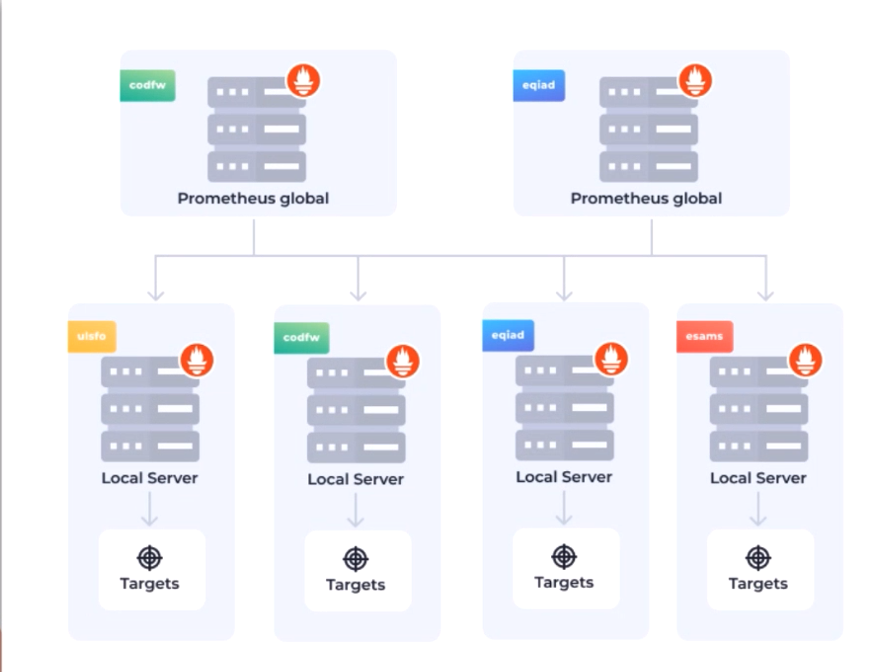 codfw
Prometheus global
eqiad
Prometheus global
ulsfo
Local Server
Targets
codfw
Local Server
Targets
eqiad
Local Server
Targets
esams
Local Server
Targets